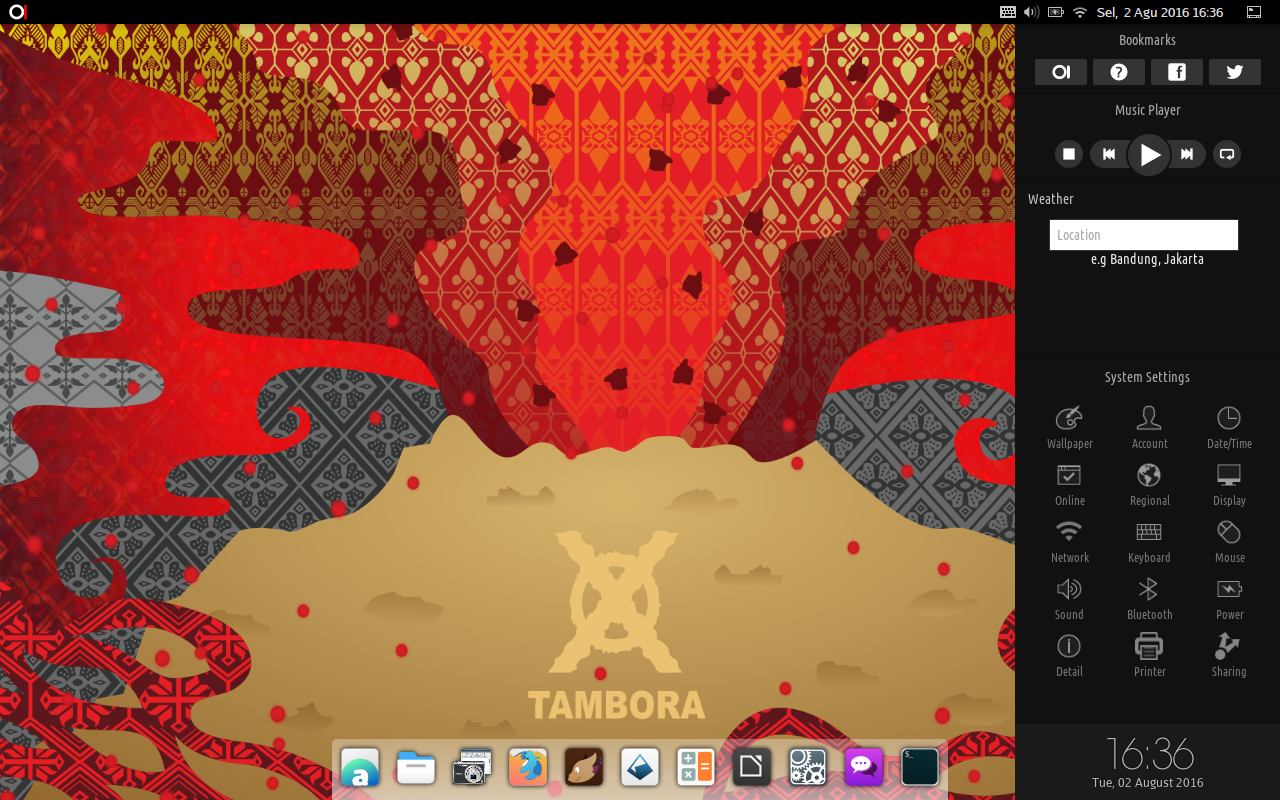 Sel, 2 Agu 2016 16:36
Bookmarks
Music Player
Weather
Location
e.g Bandung, Jakarta
System Settings
Wallpaper Account Date/Time
Online Regional Display
Network Keyboard Mouse
Sound Bluetooth Power
Detail Printer Sharing
TAMBORA
16:36
Tue, 02 August 2016